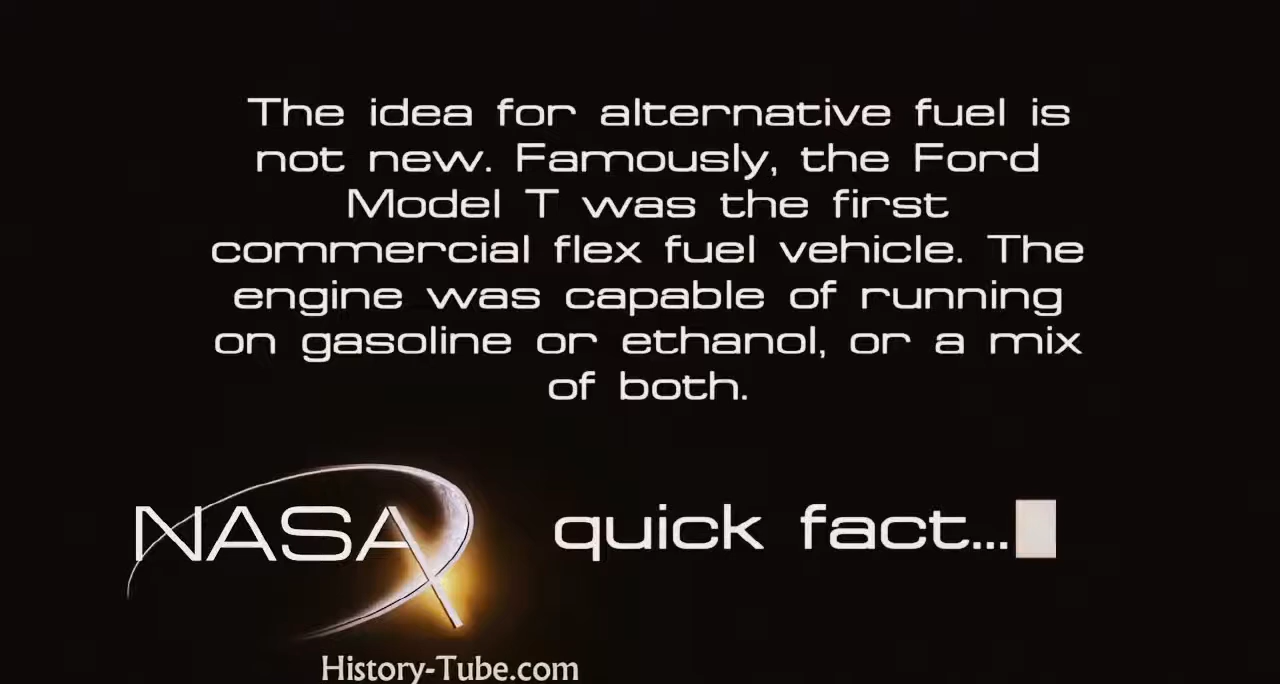 The idea for alternative fuel is
not new. Famously, the Ford
Model T was the first
commercial flex fuel vehicle. The
engine was capable of running
on gasoline or ethanol, or a mix
of both.
NASA X quick fact...
History-Tube.com